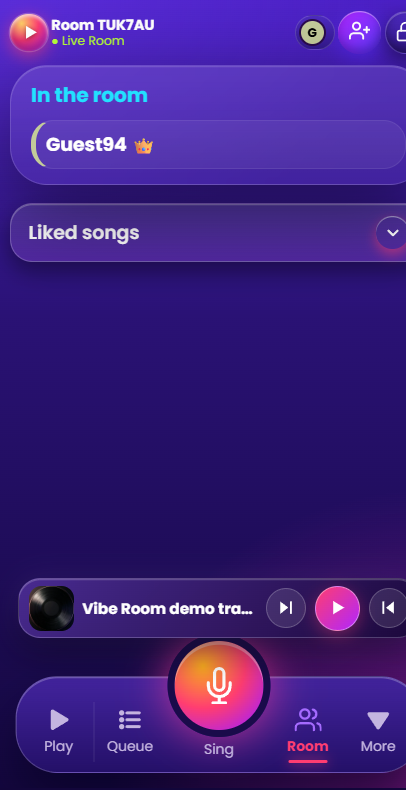 Room TUK7AU
Live Room
G
In the room
Guest94
Liked songs
Vibe Room demo tra...
Play
Queue
Sing
Room
More